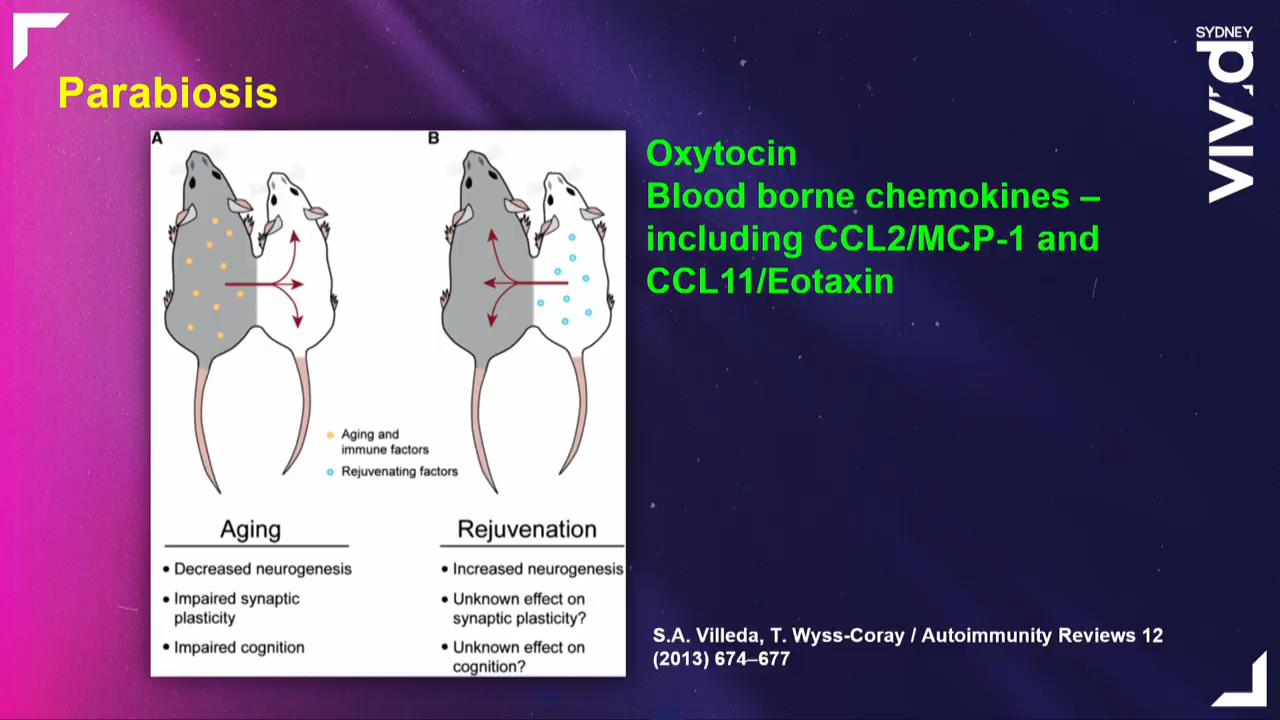 SYDNEY
VIVID
Parabiosis
A
B
Aging and
immune factors
Rejuvenating factors
Aging
• Decreased neurogenesis
• Impaired synaptic
plasticity
• Impaired cognition
Rejuvenation
• Increased neurogenesis
• Unknown effect on
synaptic plasticity?
• Unknown effect on
cognition?
Oxytocin
Blood borne chemokines –
including CCL2/MCP-1 and
CCL11/Eotaxin
S.A. Villeda, T. Wyss-Coray / Autoimmunity Reviews 12
(2013) 674–677